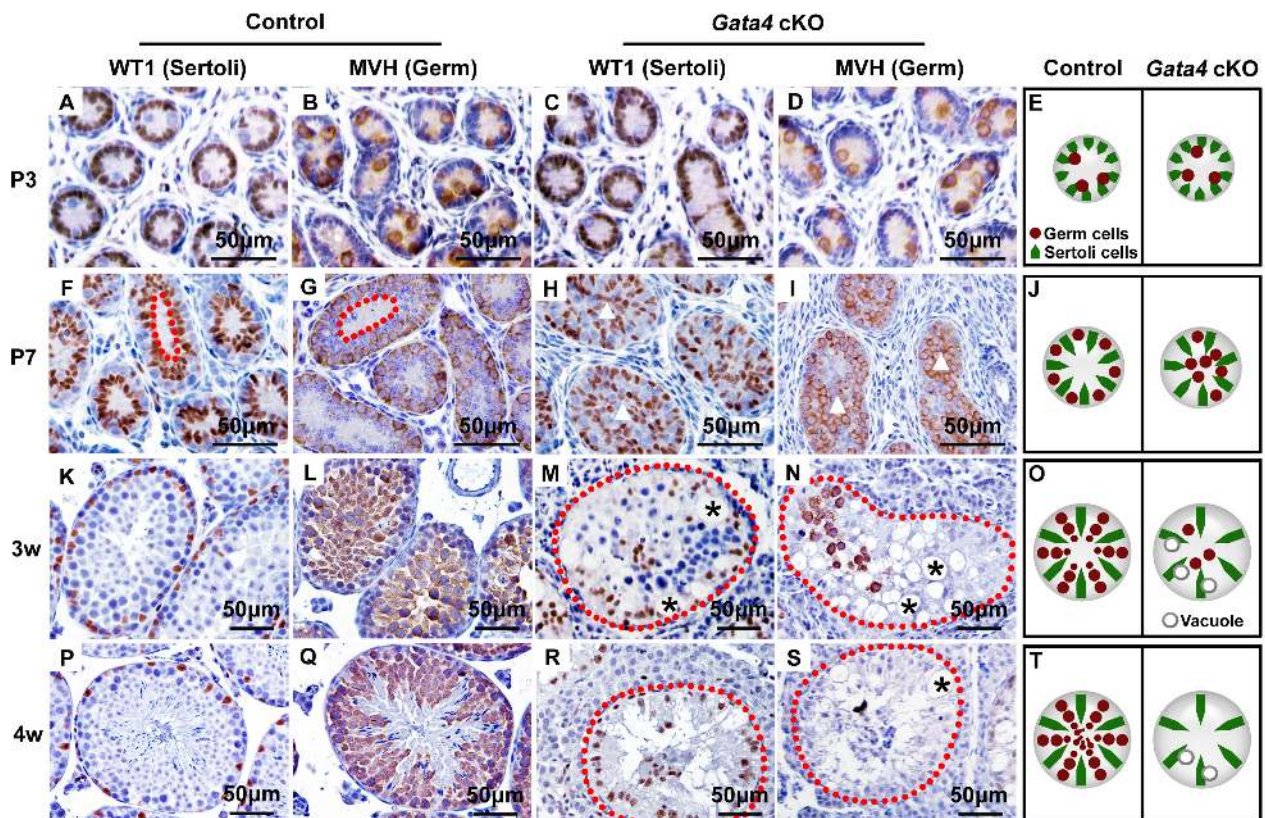 Control
Gata4 cKO
WT1 (Sertoli) MVH (Germ) WT1 (Sertoli) MVH (Germ) Control Gata4 cKO
A B C D E
P3
50µm 50µm 50µm 50µm
Germ cells
Sertoli cells
F G H I J
P7
50µm 50µm 50µm 50µm
K L M N O
* *
3w
* *
50µm 50µm 50µm 50µm
Vacuole
P Q R S T
*
4w
50µm 50µm 50µm 50µm